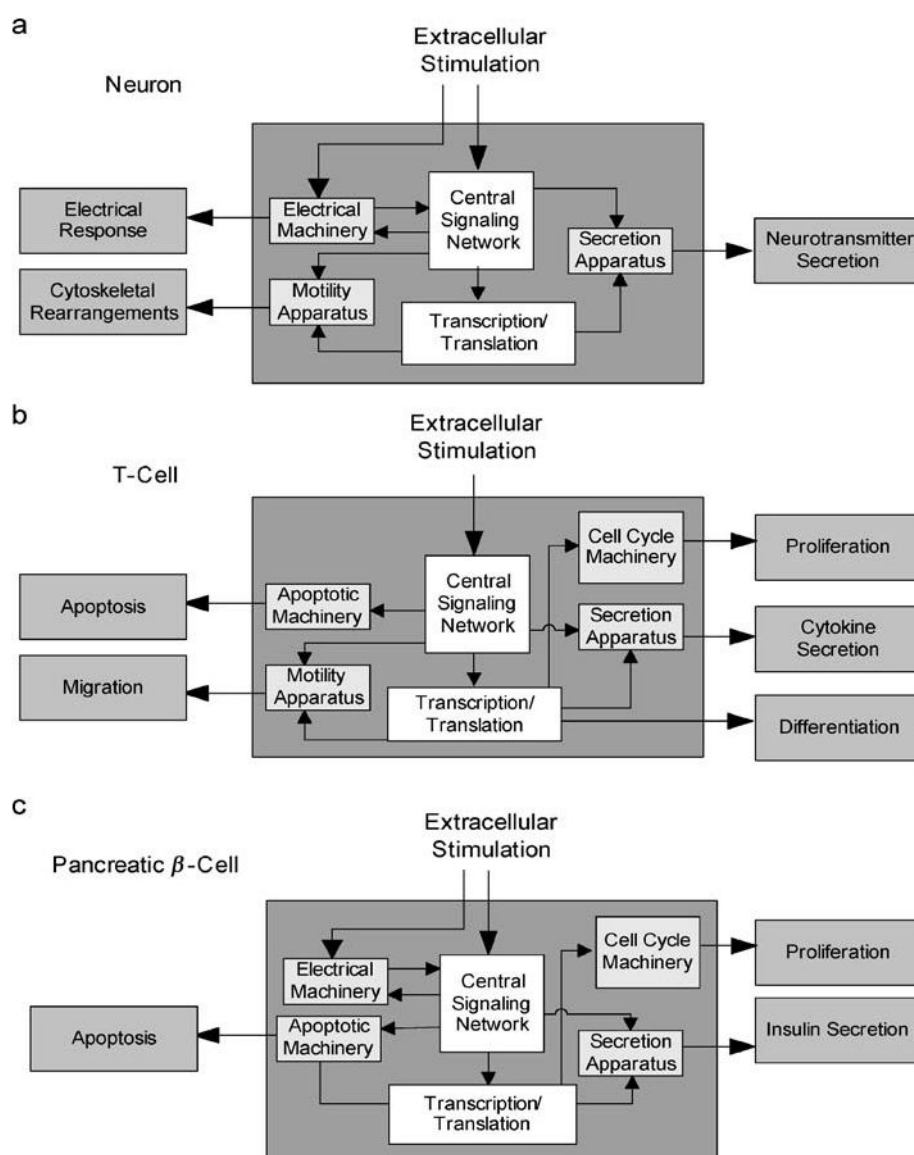 a
Extracellular
Stimulation
Neuron
Electrical
Response
Electrical
Machinery
Central
Signaling
Network
Secretion
Apparatus
Neurotransmitter
Secretion
Cytoskeletal
Rearrangements
Motility
Apparatus
Transcription/
Translation
b
Extracellular
Stimulation
T-Cell
Cell Cycle
Machinery
Proliferation
Apoptosis
Apoptotic
Machinery
Central
Signaling
Network
Secretion
Apparatus
Cytokine
Secretion
Migration
Motility
Apparatus
Transcription/
Translation
Differentiation
c
Extracellular
Stimulation
Pancreatic β-Cell
Cell Cycle
Machinery
Proliferation
Electrical
Machinery
Central
Signaling
Network
Apoptosis
Apoptotic
Machinery
Secretion
Apparatus
Insulin Secretion
Transcription/
Translation